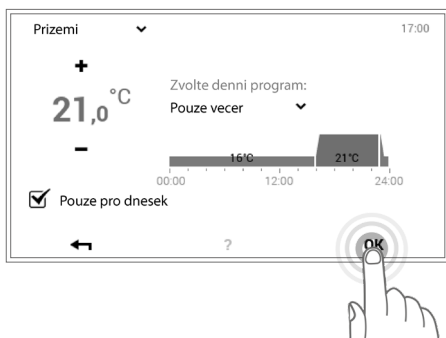 Prizemi
17:00
+
21,0 °C
–
Zvolte denni program:
Pouze vecer
16°C
21°C
00:00 12:00 24:00
Pouze pro dnesek
?
OK